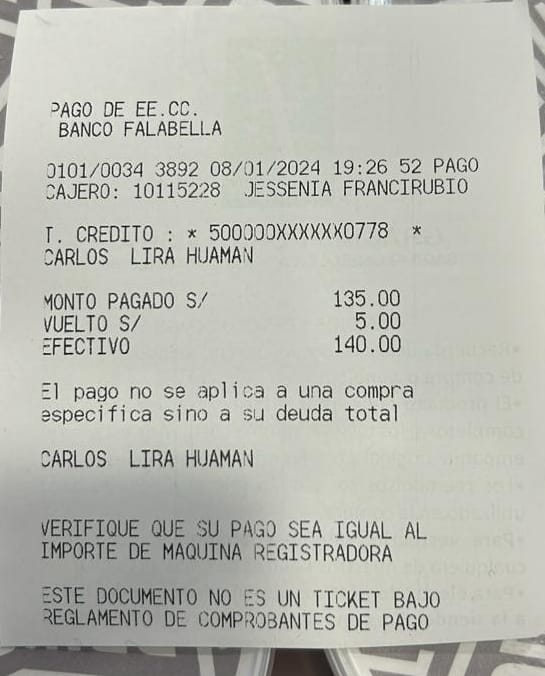 PAGO DE EE.CC.
BANCO FALABELLA
0101/0034 3892 08/01/2024 19:26 52 PAGO
CAJERO: 10115228 JESSENIA FRANCIRUBIO
T. CREDITO : * 500000XXXXXX0778 *
CARLOS LIRA HUAMAN
MONTO PAGADO S/ 135.00
VUELTO S/ 5.00
EFECTIVO 140.00
El pago no se aplica a una compra
especifica sino a su deuda total
CARLOS LIRA HUAMAN
VERIFIQUE QUE SU PAGO SEA IGUAL AL
IMPORTE DE MAQUINA REGISTRADORA
ESTE DOCUMENTO NO ES UN TICKET BAJO
REGLAMENTO DE COMPROBANTES DE PAGO